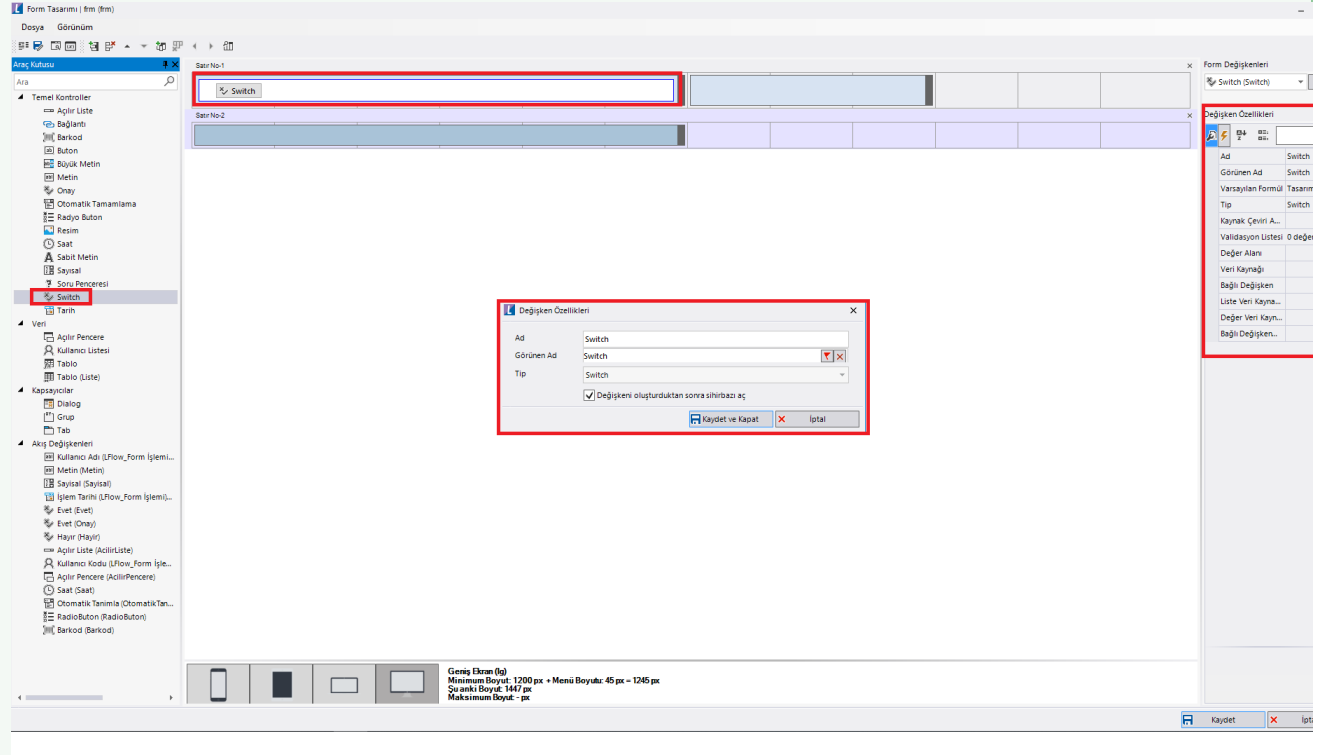 Form Tasarımı | frm (frm)
Dosya Görünüm
Araç Kutusu
Ara
Temel Kontroller
Açılır Liste
Bağlantı
Barkod
Buton
Büyük Metin
Metin
Onay
Otomatik Tamamlama
Radyo Buton
Resim
Saat
Sabit Metin
Sayısal
Soru Penceresi
Switch
Tarih
Veri
Açılır Pencere
Kullanıcı Listesi
Tablo
Tablo (Liste)
Kapsayıcılar
Dialog
Grup
Tab
Akış Değişkenleri
Kullanıcı Adı (LFlow_Form İşlemi...
Metin (Metin)
Sayisal (Sayisal)
İşlem Tarihi (LFlow_Form İşlemi)...
Evet (Evet)
Evet (Onay)
Hayır (Hayir)
Açılır Liste (AcilirListe)
Kullanıcı Kodu (LFlow_Form İşle...
Açılır Pencere (AcilirPencere)
Saat (Saat)
Otomatik Tanimla (OtomatikTan...
RadioButon (RadioButon)
Barkod (Barkod)
Satır No-1
Switch
Satır No-2
Değişken Özellikleri
Ad Switch
Görünen Ad Switch
Tip Switch
Değişkeni oluşturduktan sonra sihirbazı aç
Kaydet ve Kapat İptal
Geniş Ekran (lg)
Minimum Boyut: 1200 px + Menü Boyutu: 45 px = 1245 px
Şu anki Boyut: 1447 px
Maksimum Boyut: - px
Form Değişkenleri
Switch (Switch)
Değişken Özellikleri
Ad Switch
Görünen Ad Switch
Varsayılan Formül Tasarım
Tip Switch
Kaynak Çeviri A...
Validasyon Listesi 0 değer
Değer Alanı
Veri Kaynağı
Bağlı Değişken
Liste Veri Kayna...
Değer Veri Kayn...
Bağlı Değişken...
Kaydet